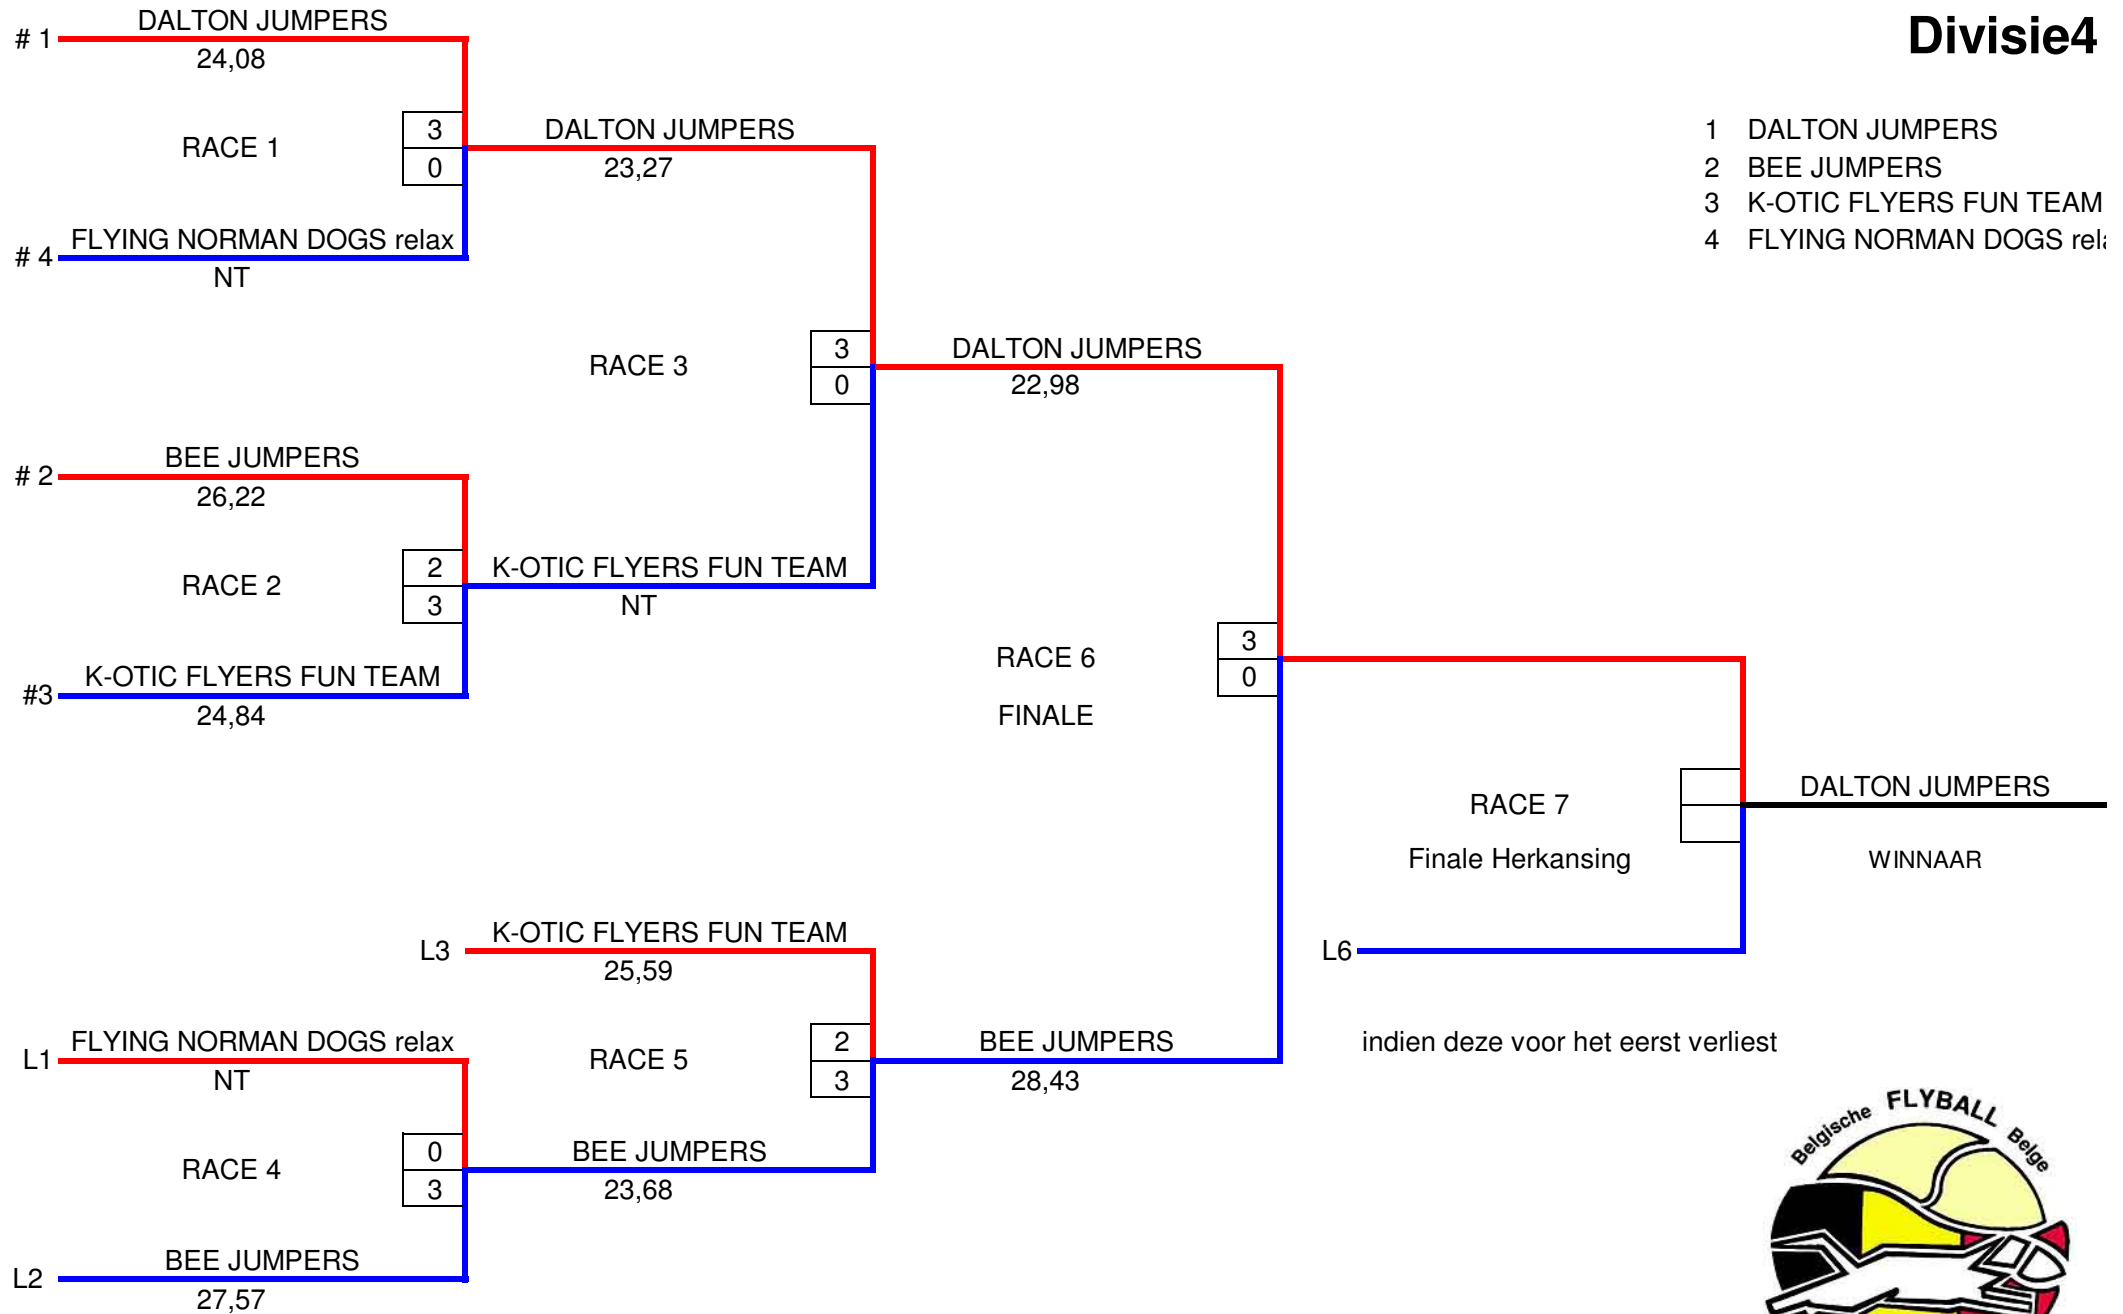 DALTON JUMPERS
# 1
24,08
Divisie4
3
RACE 1
0
DALTON JUMPERS
23,27
1 DALTON JUMPERS
2 BEE JUMPERS
3 K-OTIC FLYERS FUN TEAM
4 FLYING NORMAN DOGS rela
FLYING NORMAN DOGS relax
# 4
NT
RACE 3
3
0
DALTON JUMPERS
22,98
BEE JUMPERS
# 2
26,22
RACE 2
2
3
K-OTIC FLYERS FUN TEAM
NT
K-OTIC FLYERS FUN TEAM
#3
24,84
RACE 6
3
0
FINALE
RACE 7
DALTON JUMPERS
Finale Herkansing
WINNAAR
L3
K-OTIC FLYERS FUN TEAM
25,59
L6
FLYING NORMAN DOGS relax
L1
NT
RACE 5
2
3
BEE JUMPERS
28,43
indien deze voor het eerst verliest
RACE 4
0
3
BEE JUMPERS
23,68
BEE JUMPERS
L2
27,57
Belgische FLYBALL Belge